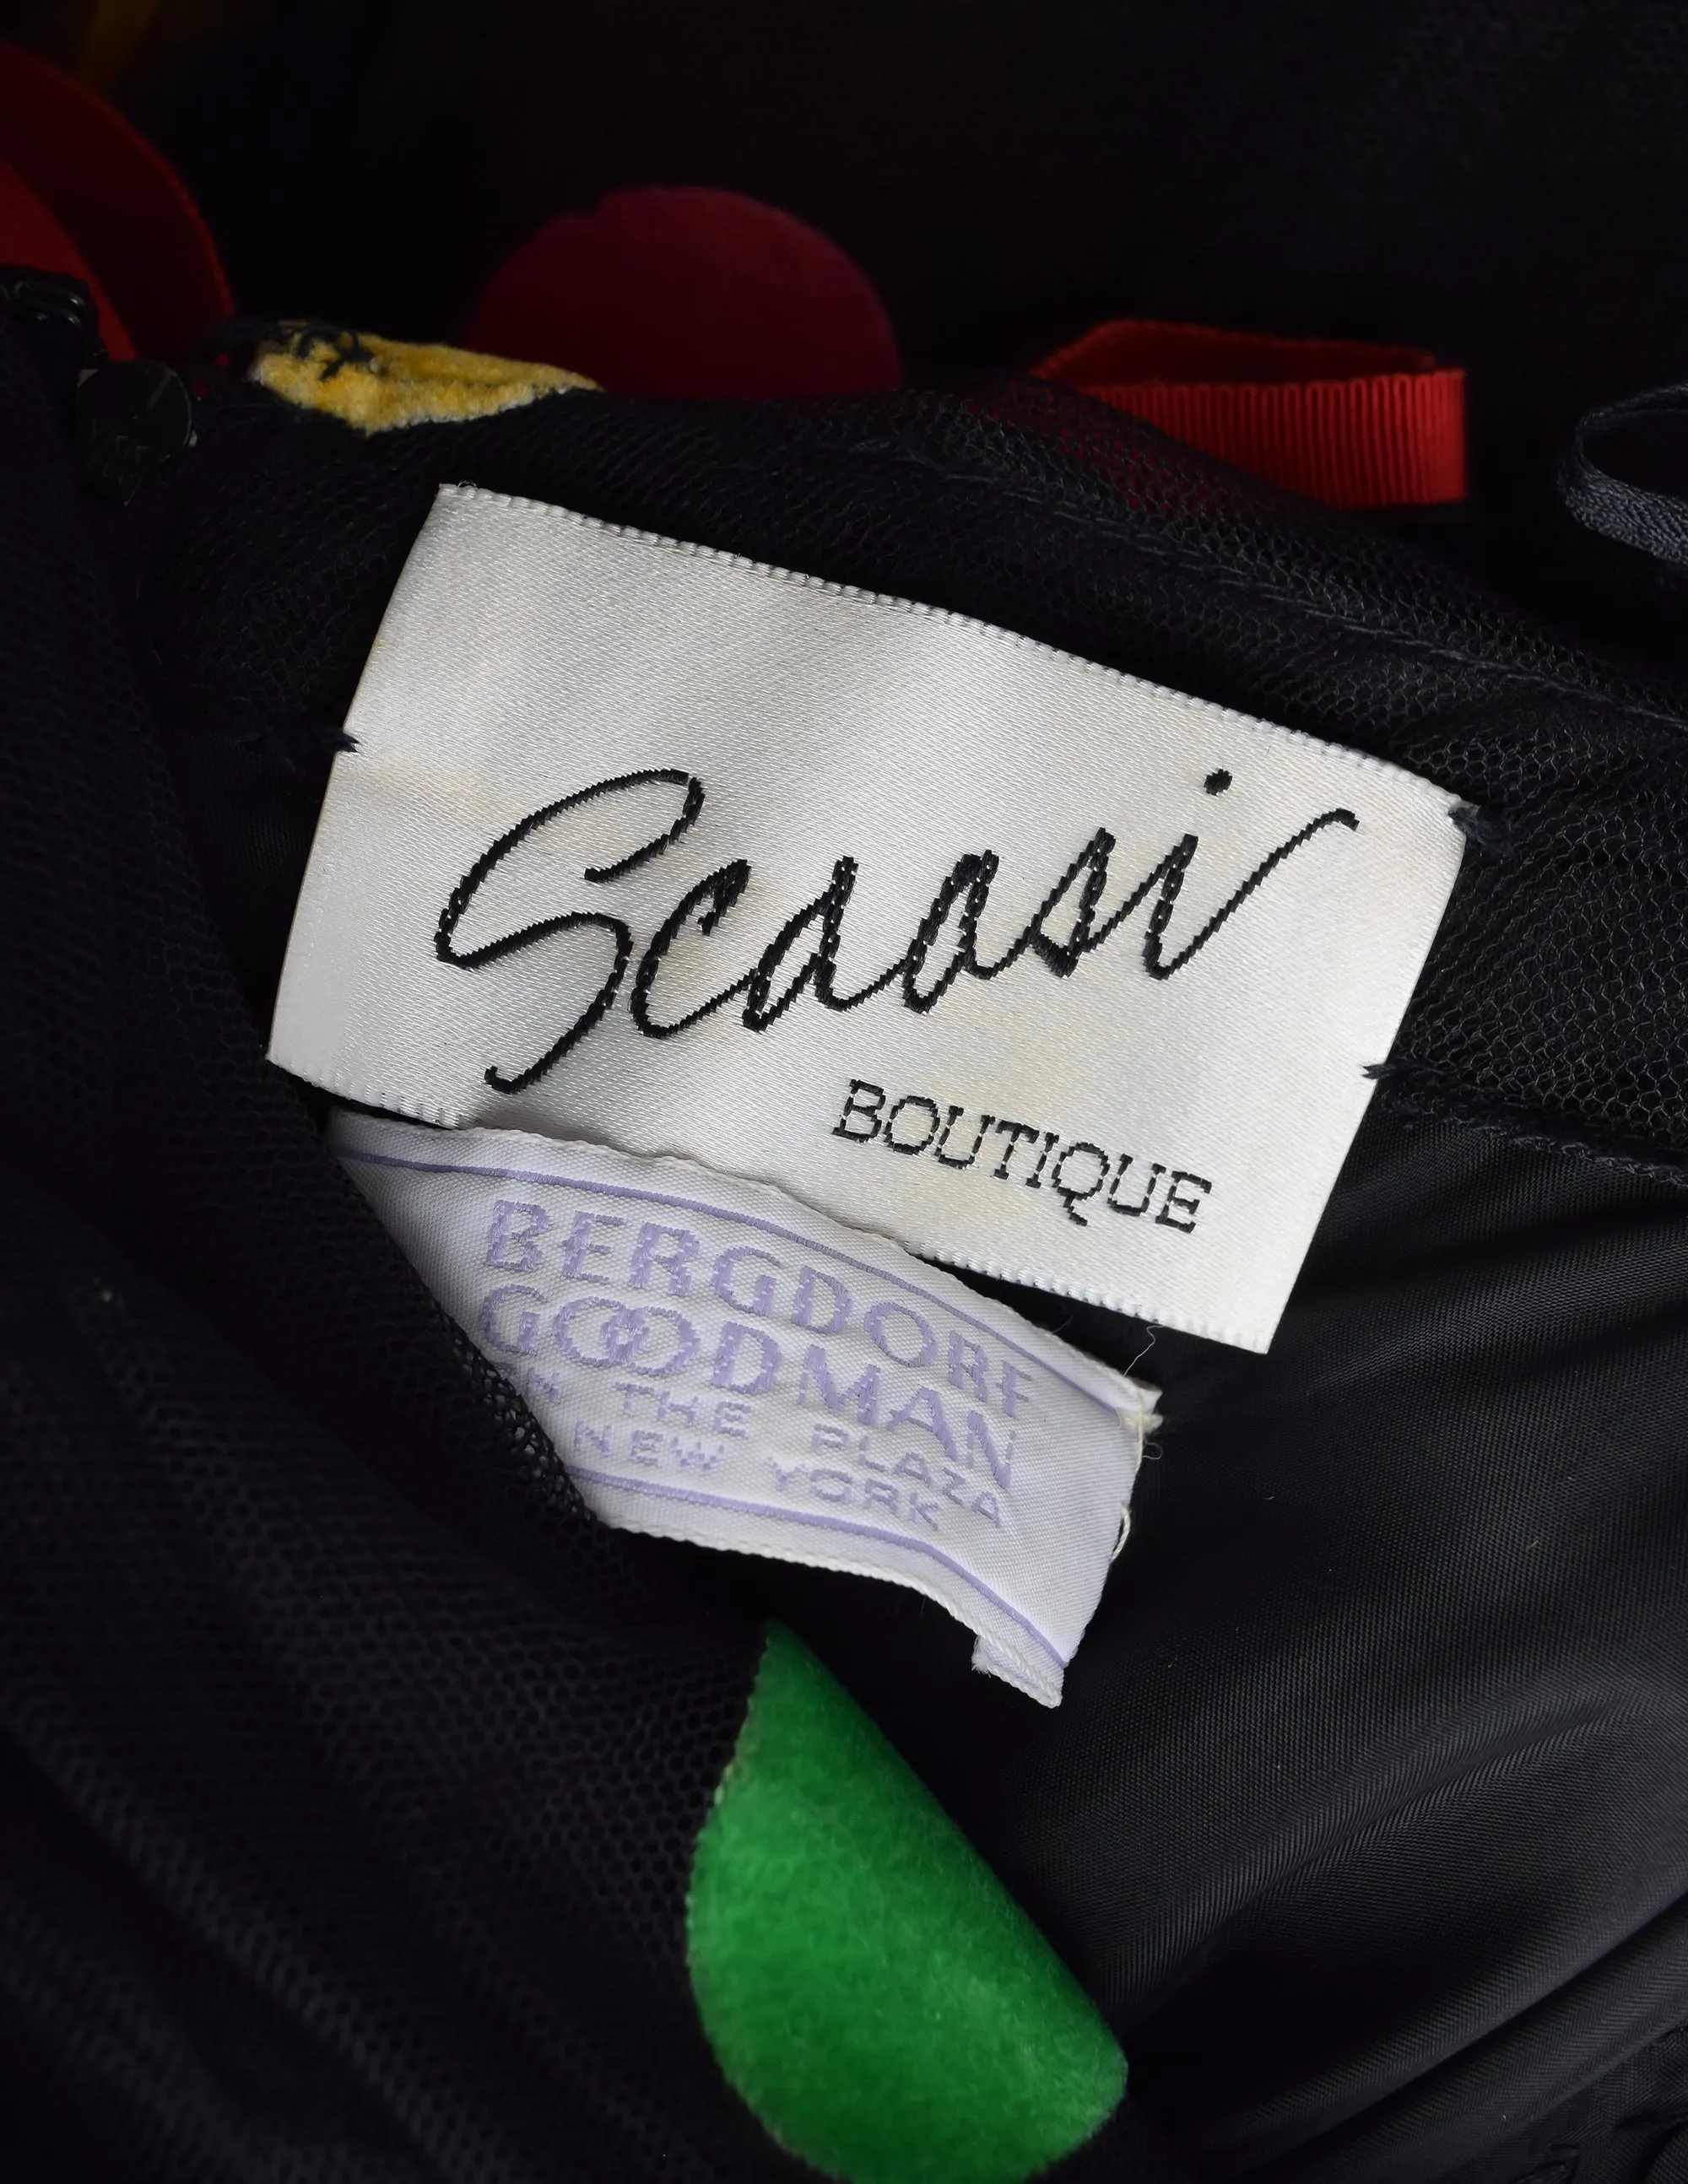 Scaasi
BOUTIQUE
BERGDORF
GOODMAN
ON THE PLAZA
NEW YORK